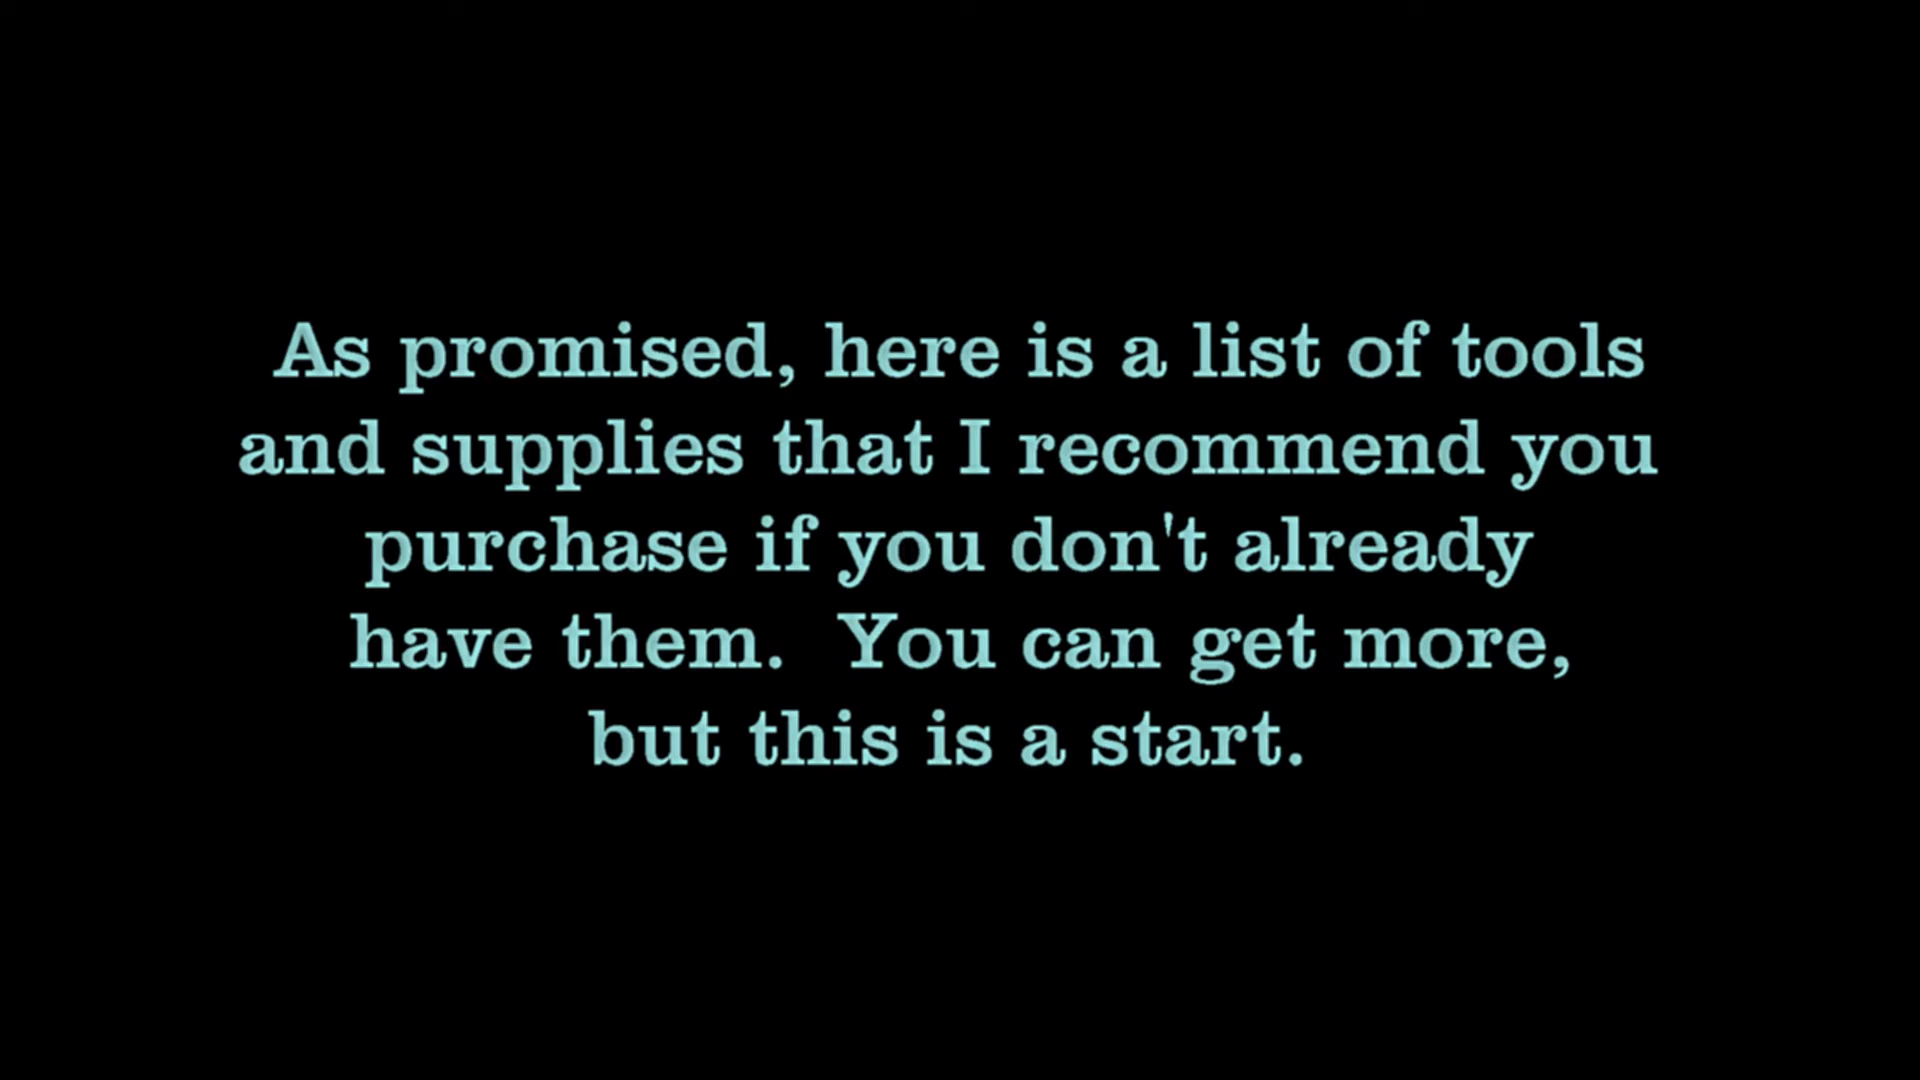 As promised, here is a list of tools
and supplies that I recommend you
purchase if you don't already
have them.  You can get more,
but this is a start.